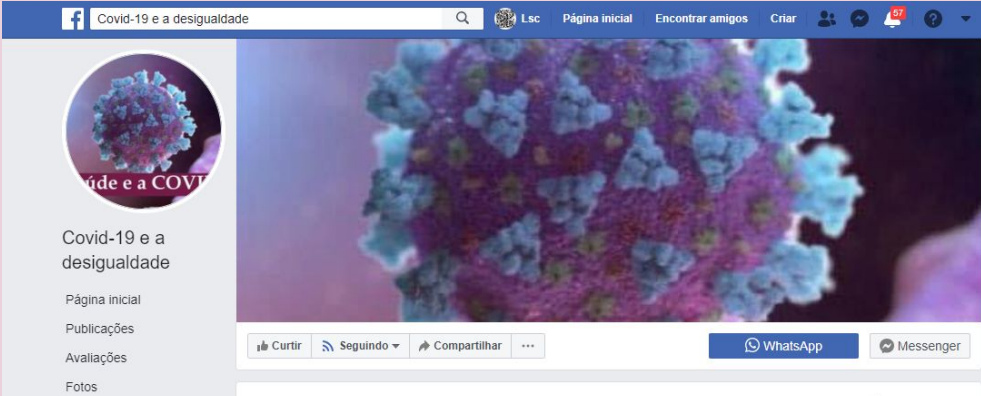 Covid-19 e a desigualdade
Lsc
Página inicial
Encontrar amigos
Criar
57
úde e a COVI
Covid-19 e a
desigualdade
Página inicial
Publicações
Avaliações
Fotos
Curtir
Seguindo
Compartilhar
WhatsApp
Messenger